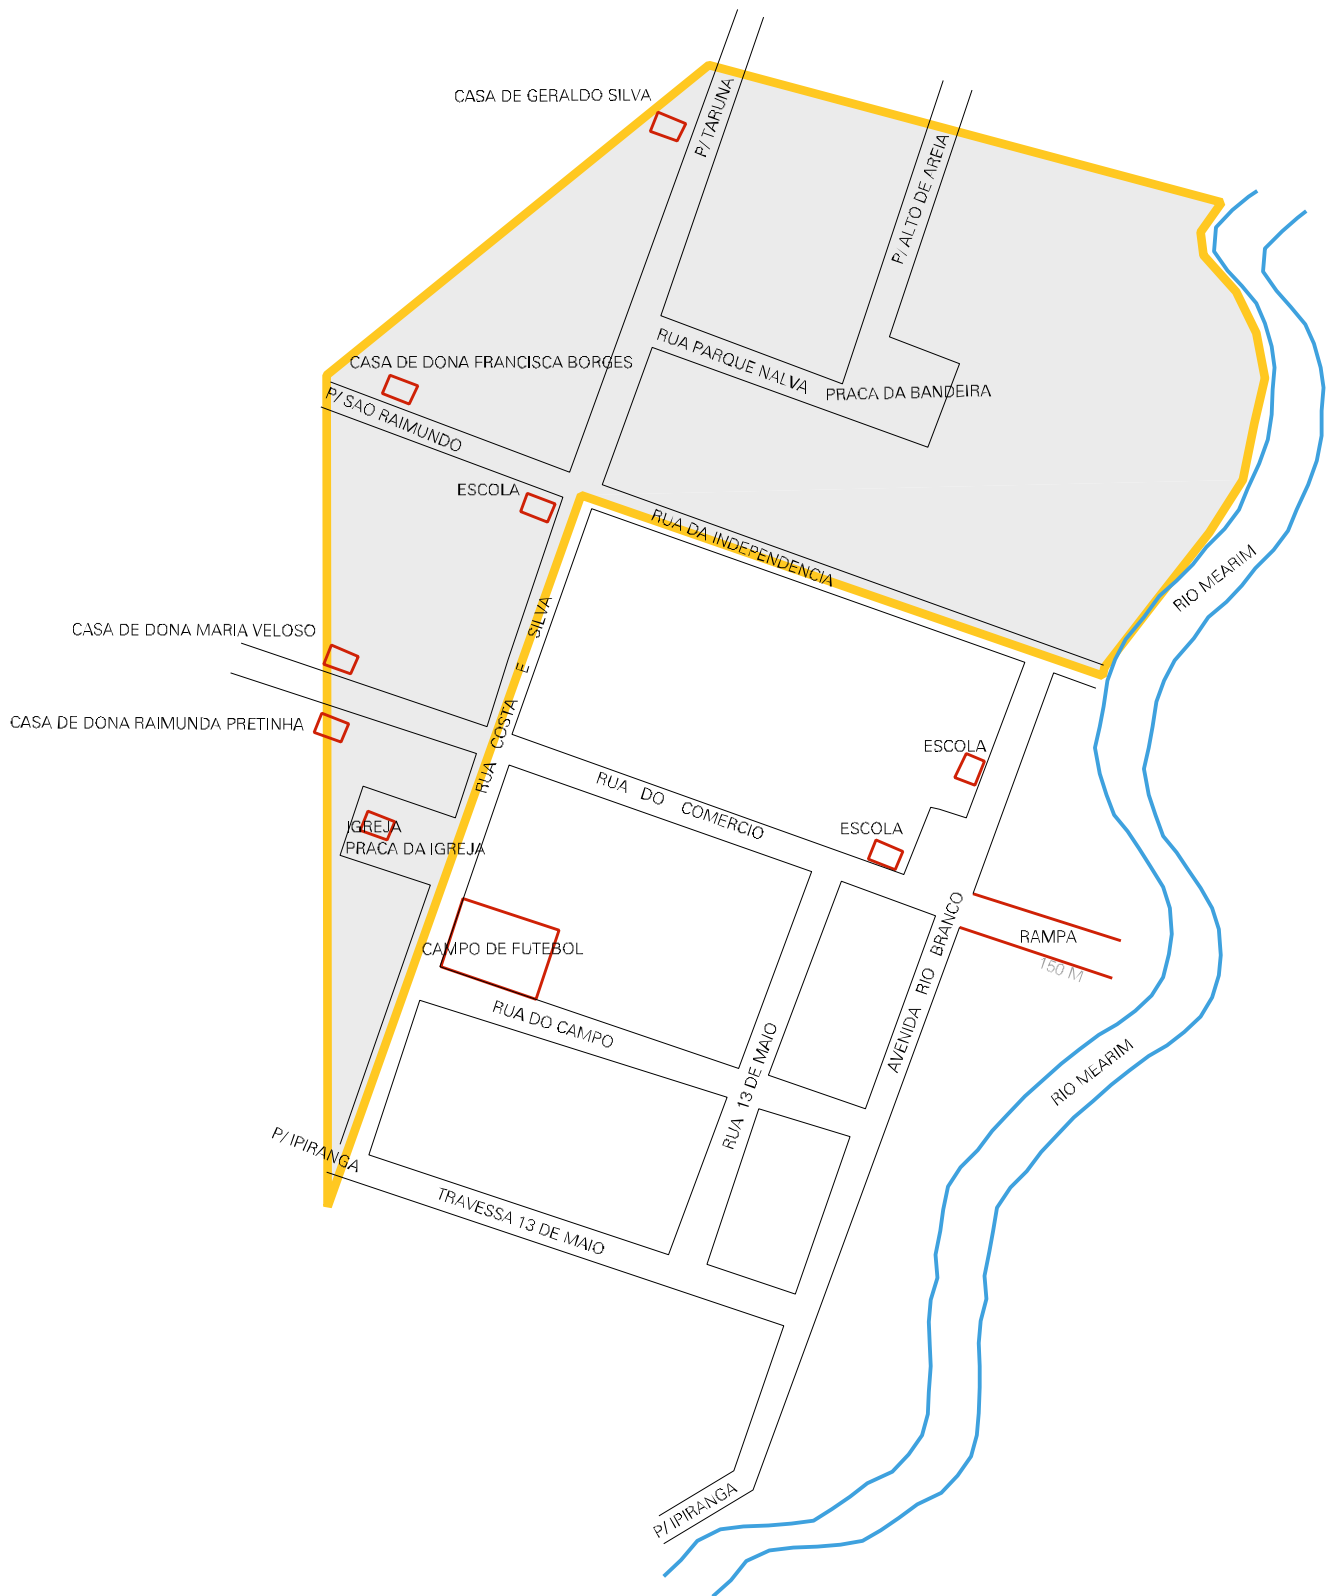 CASA DE GERALDO SILVA
P/ TARUNA
P/ ALTO DE AREIA
RUA PARQUE NALVA
CASA DE DONA FRANCISCA BORGES
PRACA DA BANDEIRA
P/ SAO RAIMUNDO
ESCOLA
RUA DA INDEPENDENCIA
RIO MEARIM
CASA DE DONA MARIA VELOSO
RUA COSTA E SILVA
CASA DE DONA RAIMUNDA PRETINHA
ESCOLA
RUA DO COMERCIO
ESCOLA
IGREJA
PRACA DA IGREJA
CAMPO DE FUTEBOL
AVENIDA RIO BRANCO
RAMPA
150 M
RUA DO CAMPO
RUA 13 DE MAIO
RIO MEARIM
P/ IPIRANGA
TRAVESSA 13 DE MAIO
P/ IPIRANGA